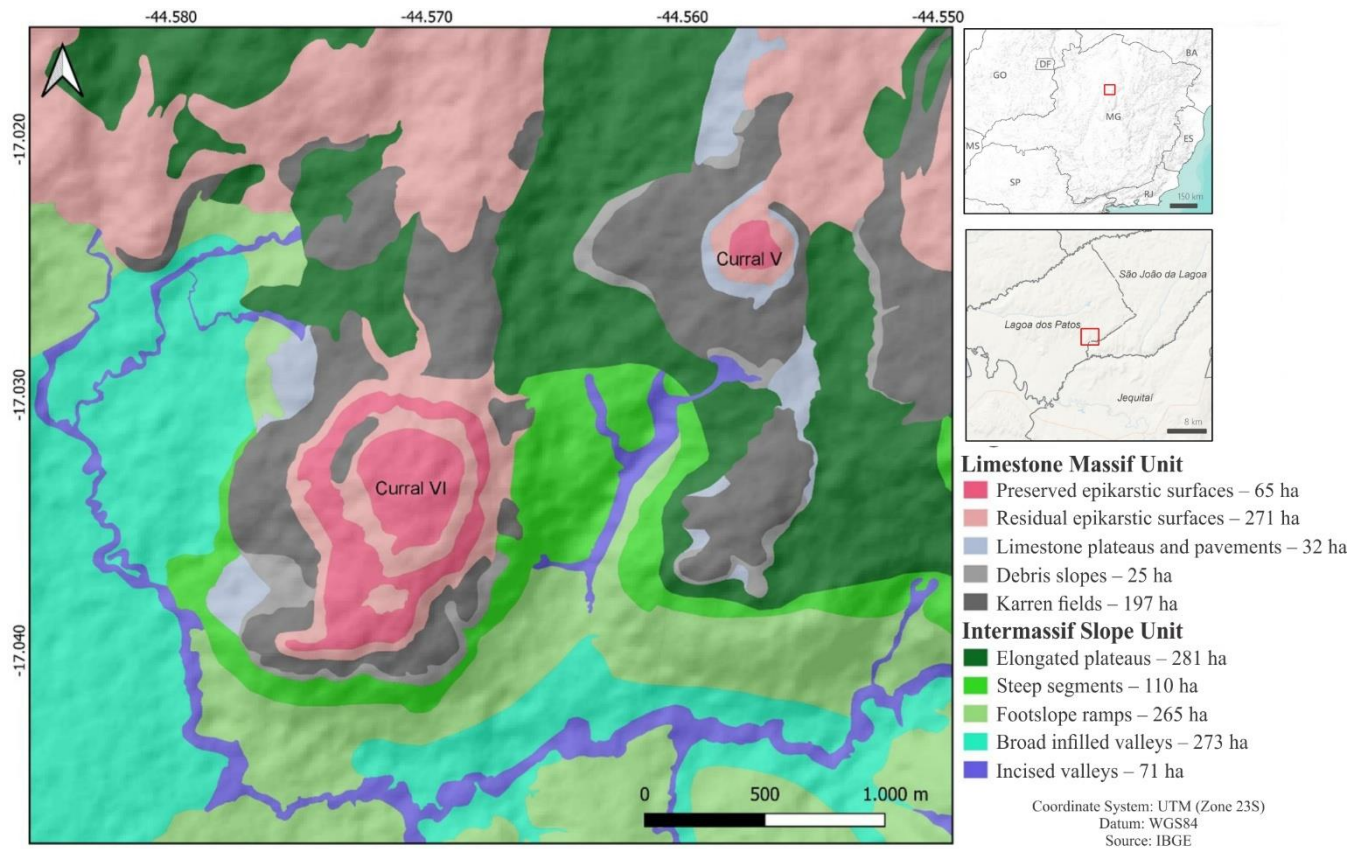 -44.580
-44.570
-44.560
-44.550
-17.020
-17.030
-17.040
Curral V
Curral VI
0 500 1.000 m
GO
DF
BA
MG
ES
MS
SP
RJ
150 km
São João da Lagoa
Lagoa dos Patos
Jequitaí
8 km
Limestone Massif Unit
Preserved epikarstic surfaces – 65 ha
Residual epikarstic surfaces – 271 ha
Limestone plateaus and pavements – 32 ha
Debris slopes – 25 ha
Karren fields – 197 ha
Intermassif Slope Unit
Elongated plateaus – 281 ha
Steep segments – 110 ha
Footslope ramps – 265 ha
Broad infilled valleys – 273 ha
Incised valleys – 71 ha
Coordinate System: UTM (Zone 23S)
Datum: WGS84
Source: IBGE